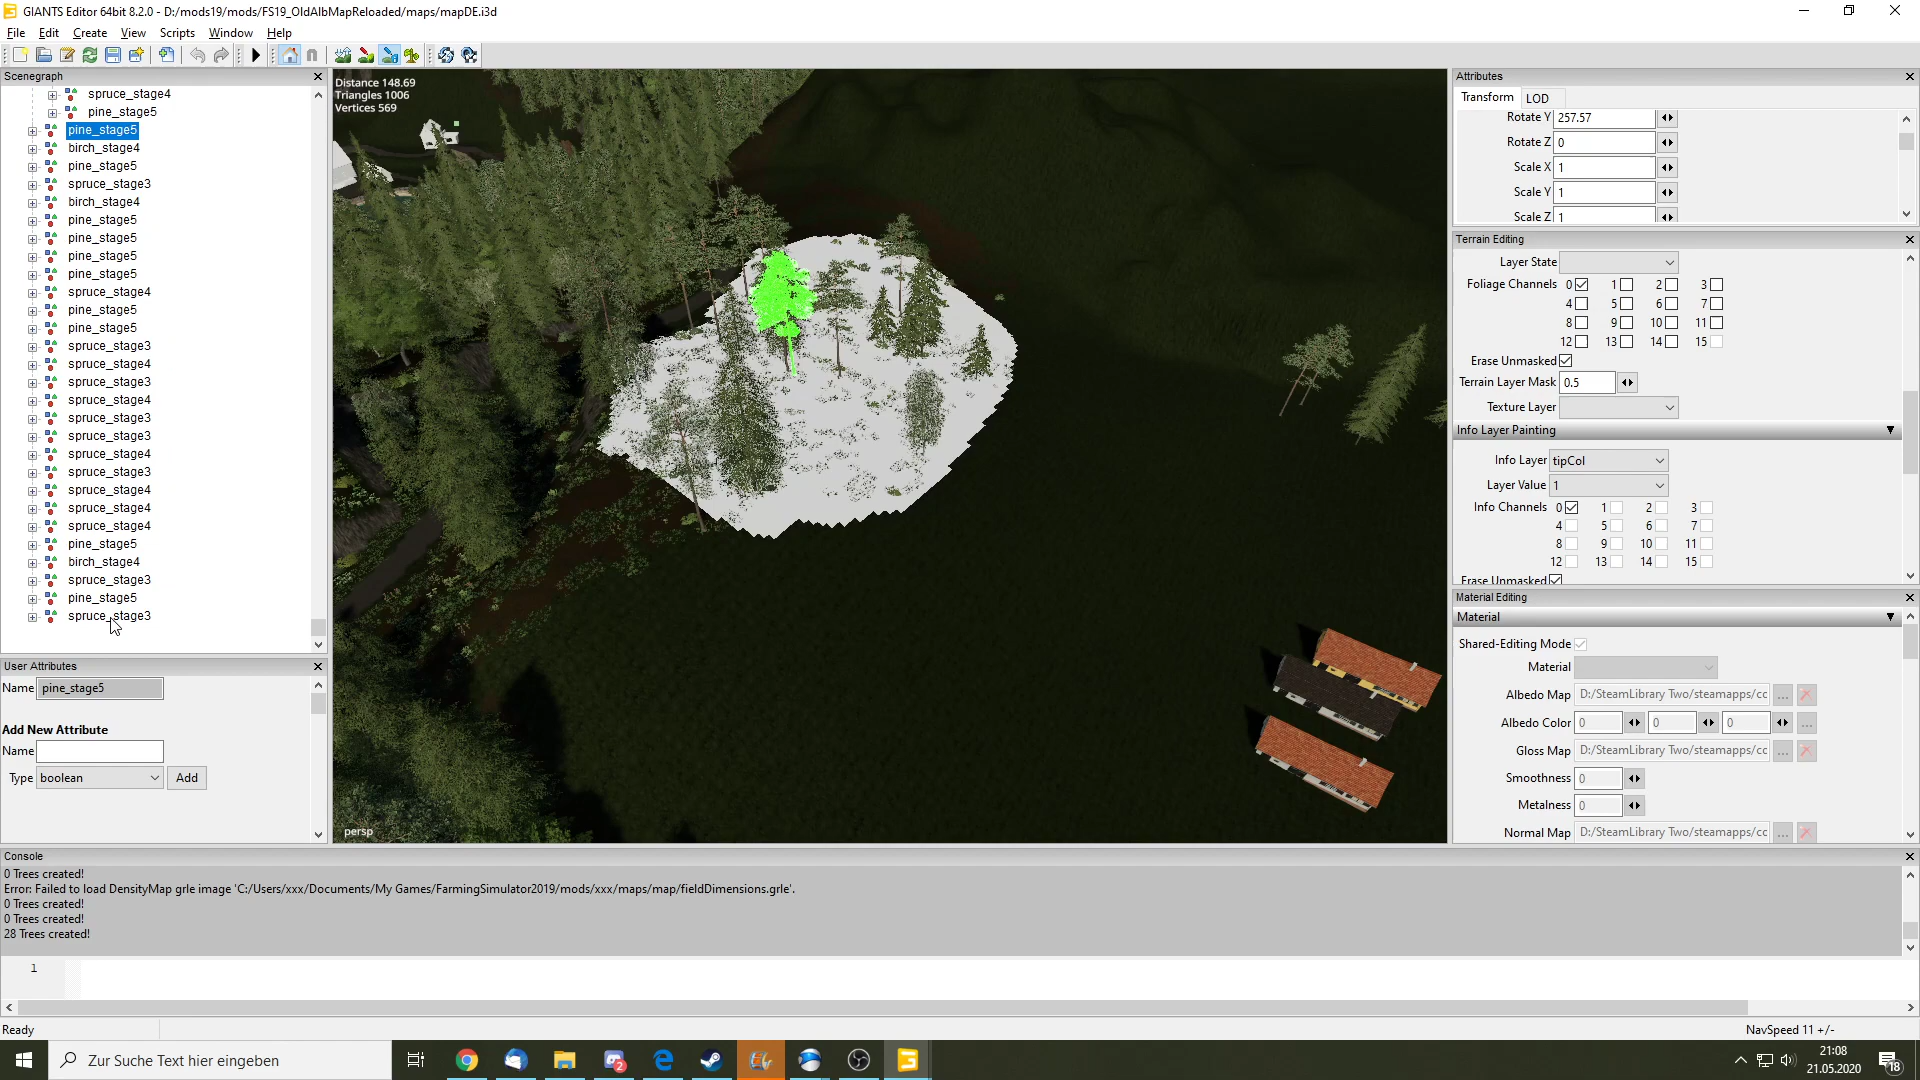 GIANTS Editor 64bit 8.2.0 - D:/mods19/mods/FS19_OldAlbMapReloaded/maps/mapDE.i3d
File Edit Create View Scripts Window Help
Scenegraph
spruce_stage4
pine_stage5
pine_stage5
birch_stage4
pine_stage5
spruce_stage3
birch_stage4
pine_stage5
pine_stage5
pine_stage5
pine_stage5
spruce_stage4
pine_stage5
pine_stage5
spruce_stage3
spruce_stage4
spruce_stage3
spruce_stage4
spruce_stage3
spruce_stage3
spruce_stage4
spruce_stage3
spruce_stage4
spruce_stage4
spruce_stage4
pine_stage5
birch_stage4
spruce_stage3
pine_stage5
spruce_stage3
User Attributes
Name pine_stage5
Add New Attribute
Name
Type boolean Add
Distance 148.69
Triangles 1006
Vertices 569
persp
Attributes
Transform LOD
Rotate Y 257.57
Rotate Z 0
Scale X 1
Scale Y 1
Scale Z 1
Terrain Editing
Layer State
Foliage Channels 0 1 2 3
4 5 6 7
8 9 10 11
12 13 14 15
Erase Unmasked
Terrain Layer Mask 0.5
Texture Layer
Info Layer Painting
Info Layer tipCol
Layer Value 1
Info Channels 0 1 2 3
4 5 6 7
8 9 10 11
12 13 14 15
Erase Unmasked
Material Editing
Material
Shared-Editing Mode
Material
Albedo Map D:/SteamLibrary Two/steamapps/cc ...
Albedo Color 0 0 0 ...
Gloss Map D:/SteamLibrary Two/steamapps/cc ...
Smoothness 0
Metalness 0
Normal Map D:/SteamLibrary Two/steamapps/cc ...
Console
0 Trees created!
Error: Failed to load DensityMap grle image 'C:/Users/xxx/Documents/My Games/FarmingSimulator2019/mods/xxx/maps/map/fieldDimensions.grle'.
0 Trees created!
0 Trees created!
28 Trees created!
1
Ready
NavSpeed 11 +/-
Zur Suche Text hier eingeben
2
21:08
21.05.2020
18